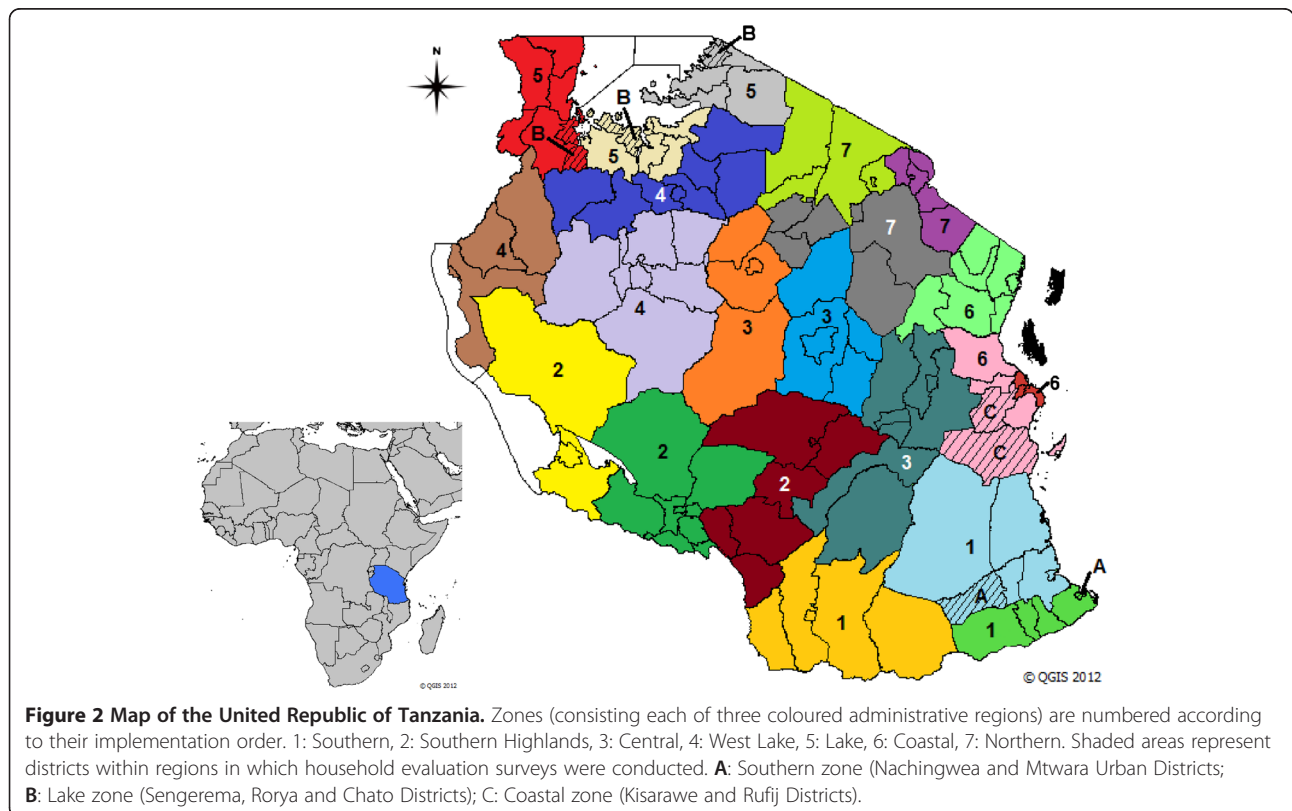 B
N
5
5
B
B
5
7
4
7
7
4
4
6
3
3
2
6
6
C
2
C
3
2
1
A
A
1
1
© QGIS 2012
© QGIS 2012
Figure 2 Map of the United Republic of Tanzania. Zones (consisting each of three coloured administrative regions) are numbered according
to their implementation order. 1: Southern, 2: Southern Highlands, 3: Central, 4: West Lake, 5: Lake, 6: Coastal, 7: Northern. Shaded areas represent
districts within regions in which household evaluation surveys were conducted. A: Southern zone (Nachingwea and Mtwara Urban Districts;
B: Lake zone (Sengerema, Rorya and Chato Districts); C: Coastal zone (Kisarawe and Rufij Districts).